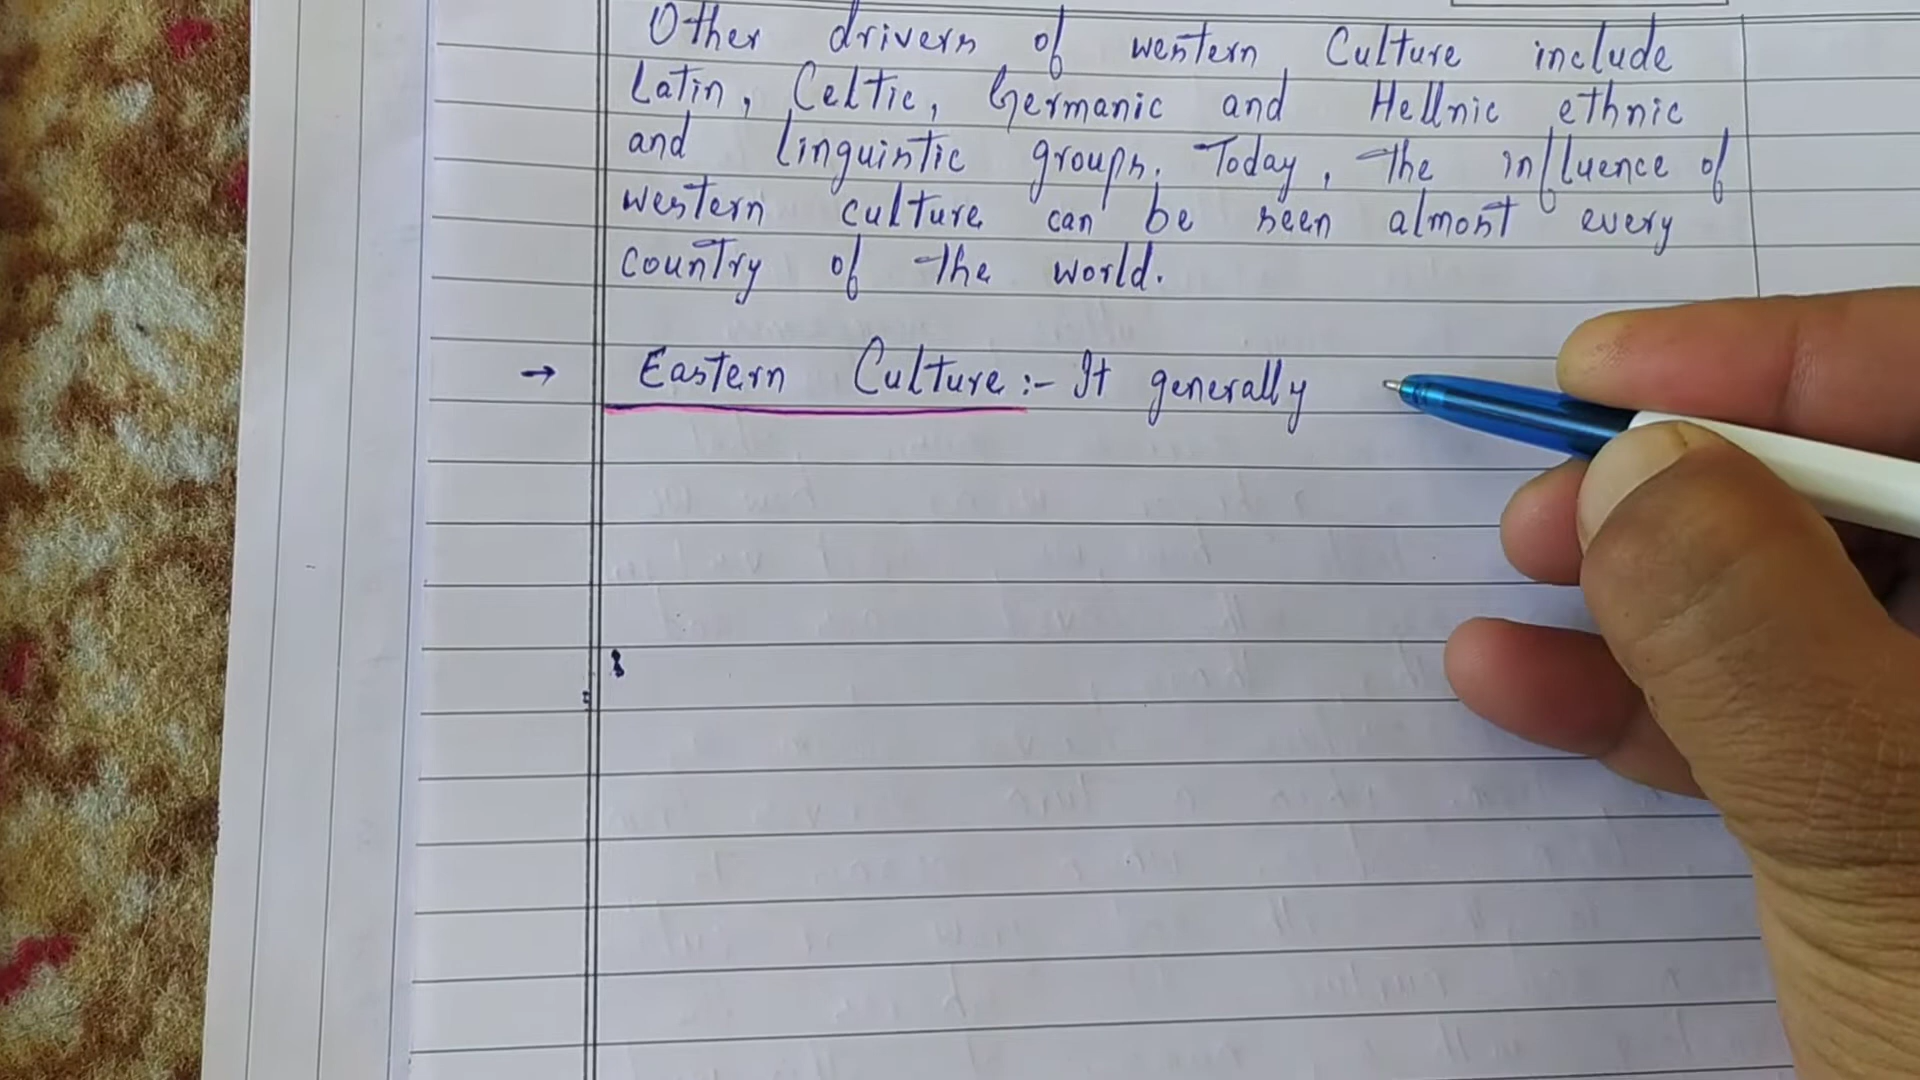 Other drivers of western Culture include
Latin, Celtic, Germanic and Hellnic ethnic
and linguistic groups. Today, the influence of
western culture can be seen almost every
country of the world.
→ Eastern Culture :- It generally